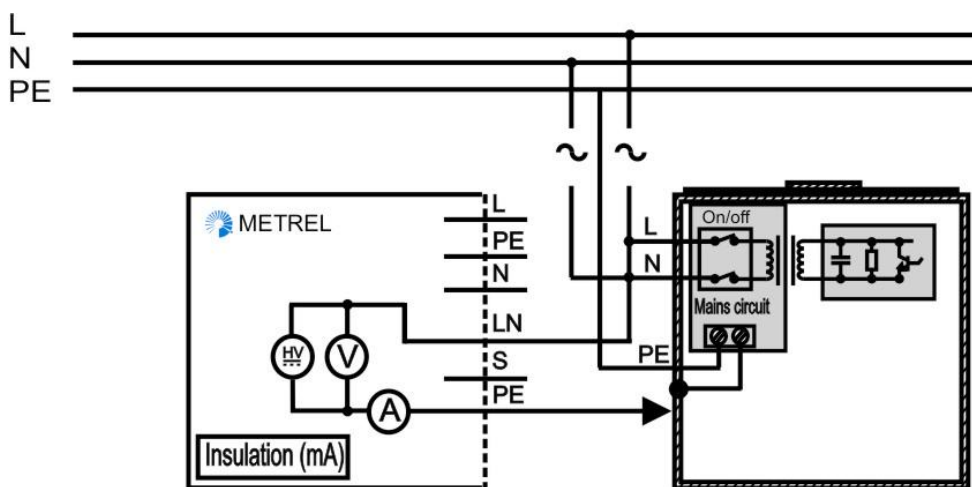 L
N
PE
METREL
L
PE
N
LN
S
PE
HV
V
A
Insulation (mA)
L
N
PE
On/off
Mains circuit